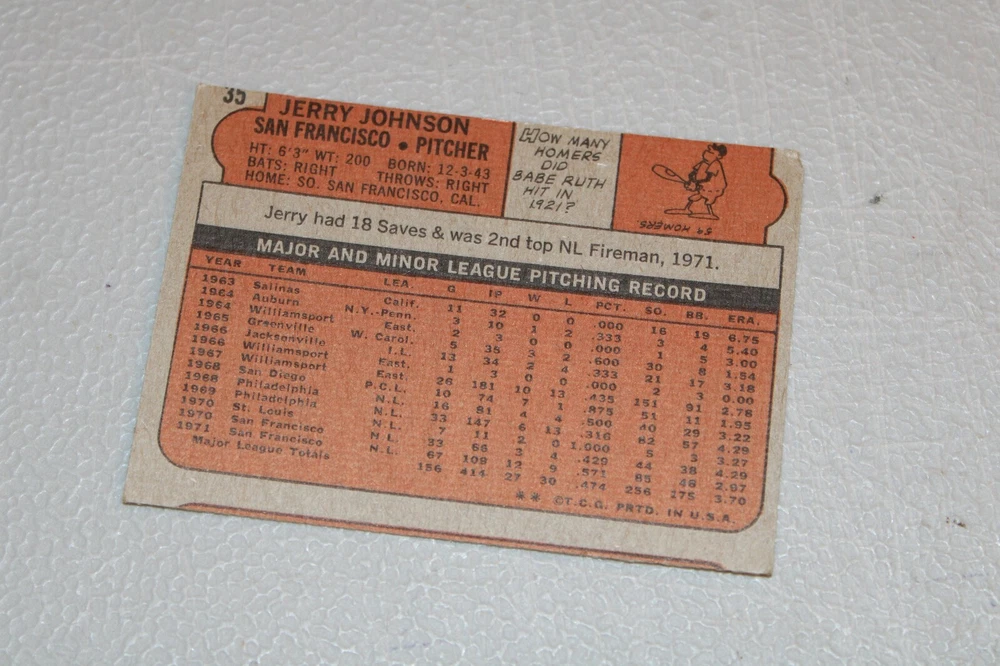 35
JERRY JOHNSON
SAN FRANCISCO • PITCHER
HT: 6'3" WT: 200 BORN: 12-3-43
BATS: RIGHT THROWS: RIGHT
HOME: SO. SAN FRANCISCO, CAL.
HOW MANY
HOMERS
DID
BABE RUTH
HIT IN
1921?
59 HOMERS
Jerry had 18 Saves & was 2nd top NL Fireman, 1971.
MAJOR AND MINOR LEAGUE PITCHING RECORD
YEAR TEAM LEA. G IP W L PCT. SO. BB. ERA.
1963 Salinas Calif. 11 32 0 0 .000 16 19 6.75
1964 Auburn N.Y.-Penn. 3 10 1 2 .333 3 4 5.40
1964 Williamsport East. 2 3 0 0 .000 1 5 3.00
1965 Greenville W. Carol. 5 35 3 2 .600 30 8 1.54
1966 Jacksonville I.L. 13 34 2 4 .333 21 17 3.18
1966 Williamsport East. 1 3 0 0 .000 2 3 0.00
1967 Williamsport East. 26 181 10 13 .435 151 91 2.78
1968 San Diego P.C.L. 10 74 7 1 .875 51 11 1.95
1968 Philadelphia N.L. 16 81 4 4 .500 40 29 3.22
1969 Philadelphia N.L. 33 147 6 13 .316 82 57 4.29
1970 St. Louis N.L. 7 11 2 0 1.000 5 3 3.27
1970 San Francisco N.L. 33 3 4 .429 44 38 4.29
1971 San Francisco N.L. 67 109 12 9 .571 85 48 2.97
Major League Totals 156 414 27 30 .474 256 175 3.70
** ©T.C.G. PRTD. IN U.S.A.